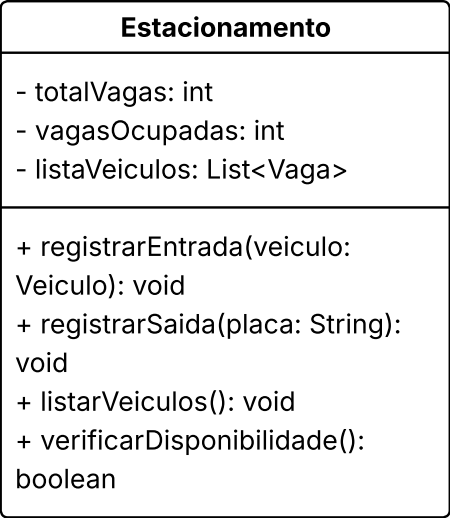 Estacionamento
- totalVagas: int
- vagasOcupadas: int
- listaVeiculos: List<Vaga>
+ registrarEntrada(veiculo:
Veiculo): void
+ registrarSaida(placa: String):
void
+ listarVeiculos(): void
+ verificarDisponibilidade():
boolean